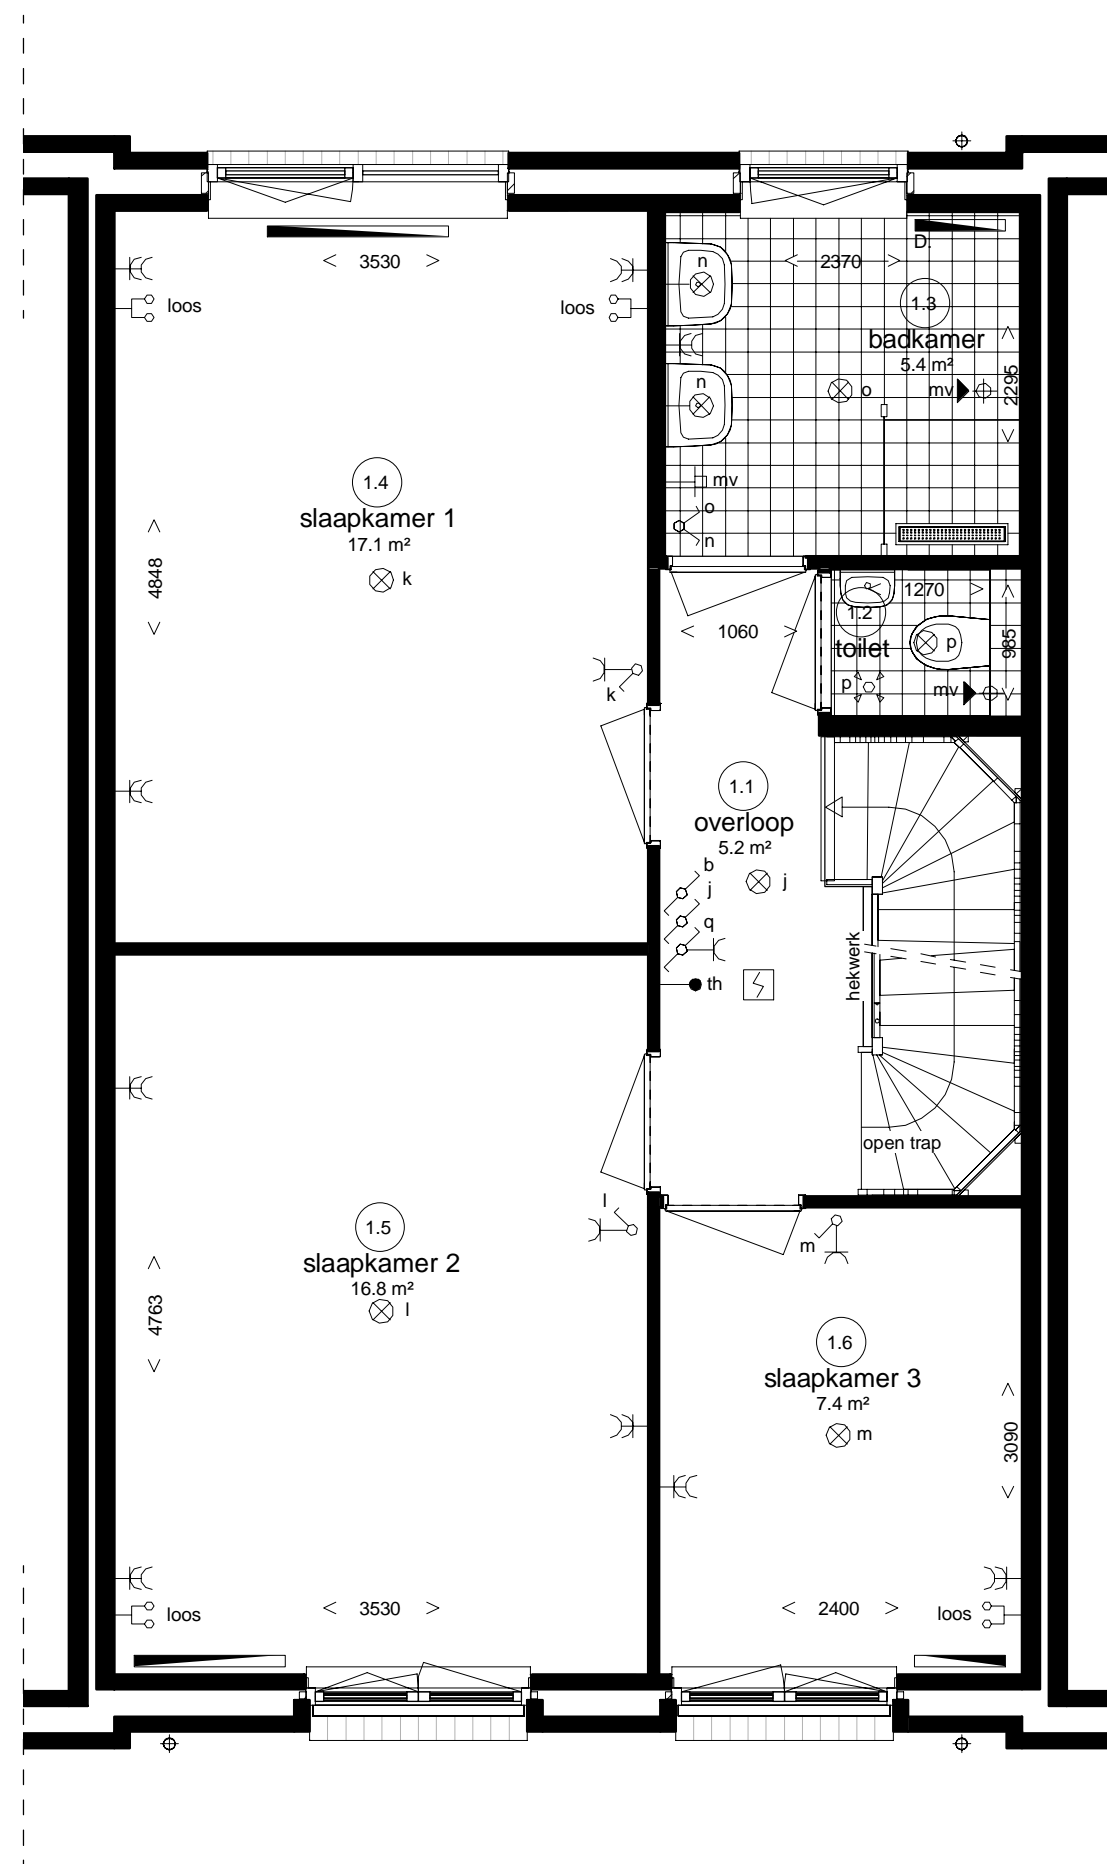 D.
3530
n
2370
1.3
loos
loos
badkamer
5.4 m²
2295
n
o
mv
1.4
mv
slaapkamer 1
o
17.1 m²
n
4848
k
1270
1.2
1060
toilet
p
985
p
mv
k
1.1
overloop
5.2 m²
b
j
j
q
hekwerk
th
open trap
l
1.5
m
slaapkamer 2
16.8 m²
4763
l
1.6
slaapkamer 3
7.4 m²
m
3090
loos
3530
2400
loos